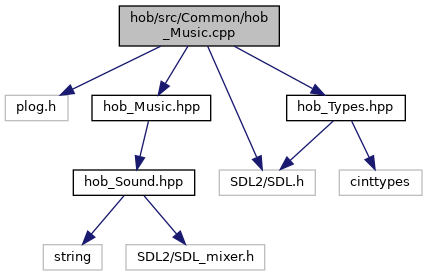 hob/src/Common/hob
_Music.cpp
plog.h
hob_Music.hpp
hob_Types.hpp
hob_Sound.hpp
SDL2/SDL.h
cinttypes
string
SDL2/SDL_mixer.h